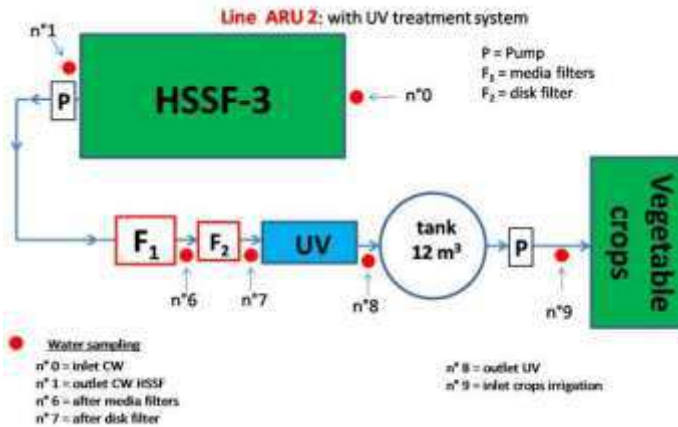 Line ARU 2: with UV treatment system
n°1
P = Pump
F₁ = media filters
F₂ = disk filter
HSSF-3
P
n°0
F₁
F₂
UV
tank
12 m³
P
Vegetable
crops
n°6
n°7
n°8
n°9
Water sampling
n° 0 = inlet CW
n° 1 = outlet CW HSSF
n° 6 = after media filters
n° 7 = after disk filter
n° 8 = outlet UV
n° 9 = inlet crops irrigation